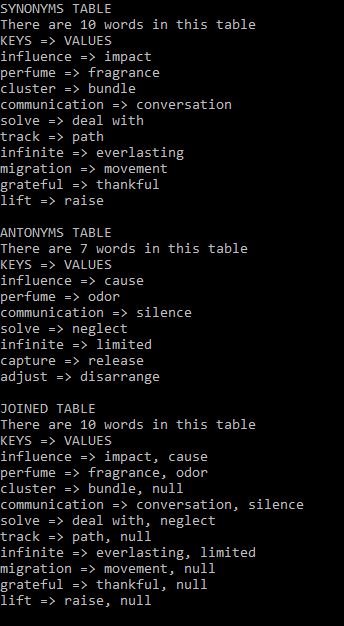 SYNONYMS TABLE
There are 10 words in this table
KEYS => VALUES
influence => impact
perfume => fragrance
cluster => bundle
communication => conversation
solve => deal with
track => path
infinite => everlasting
migration => movement
grateful => thankful
lift => raise
ANTONYMS TABLE
There are 7 words in this table
KEYS => VALUES
influence => cause
perfume => odor
communication => silence
solve => neglect
infinite => limited
capture => release
adjust => disarrange
JOINED TABLE
There are 10 words in this table
KEYS => VALUES
influence => impact, cause
perfume => fragrance, odor
cluster => bundle, null
communication => conversation, silence
solve => deal with, neglect
track => path, null
infinite => everlasting, limited
migration => movement, null
grateful => thankful, null
lift => raise, null